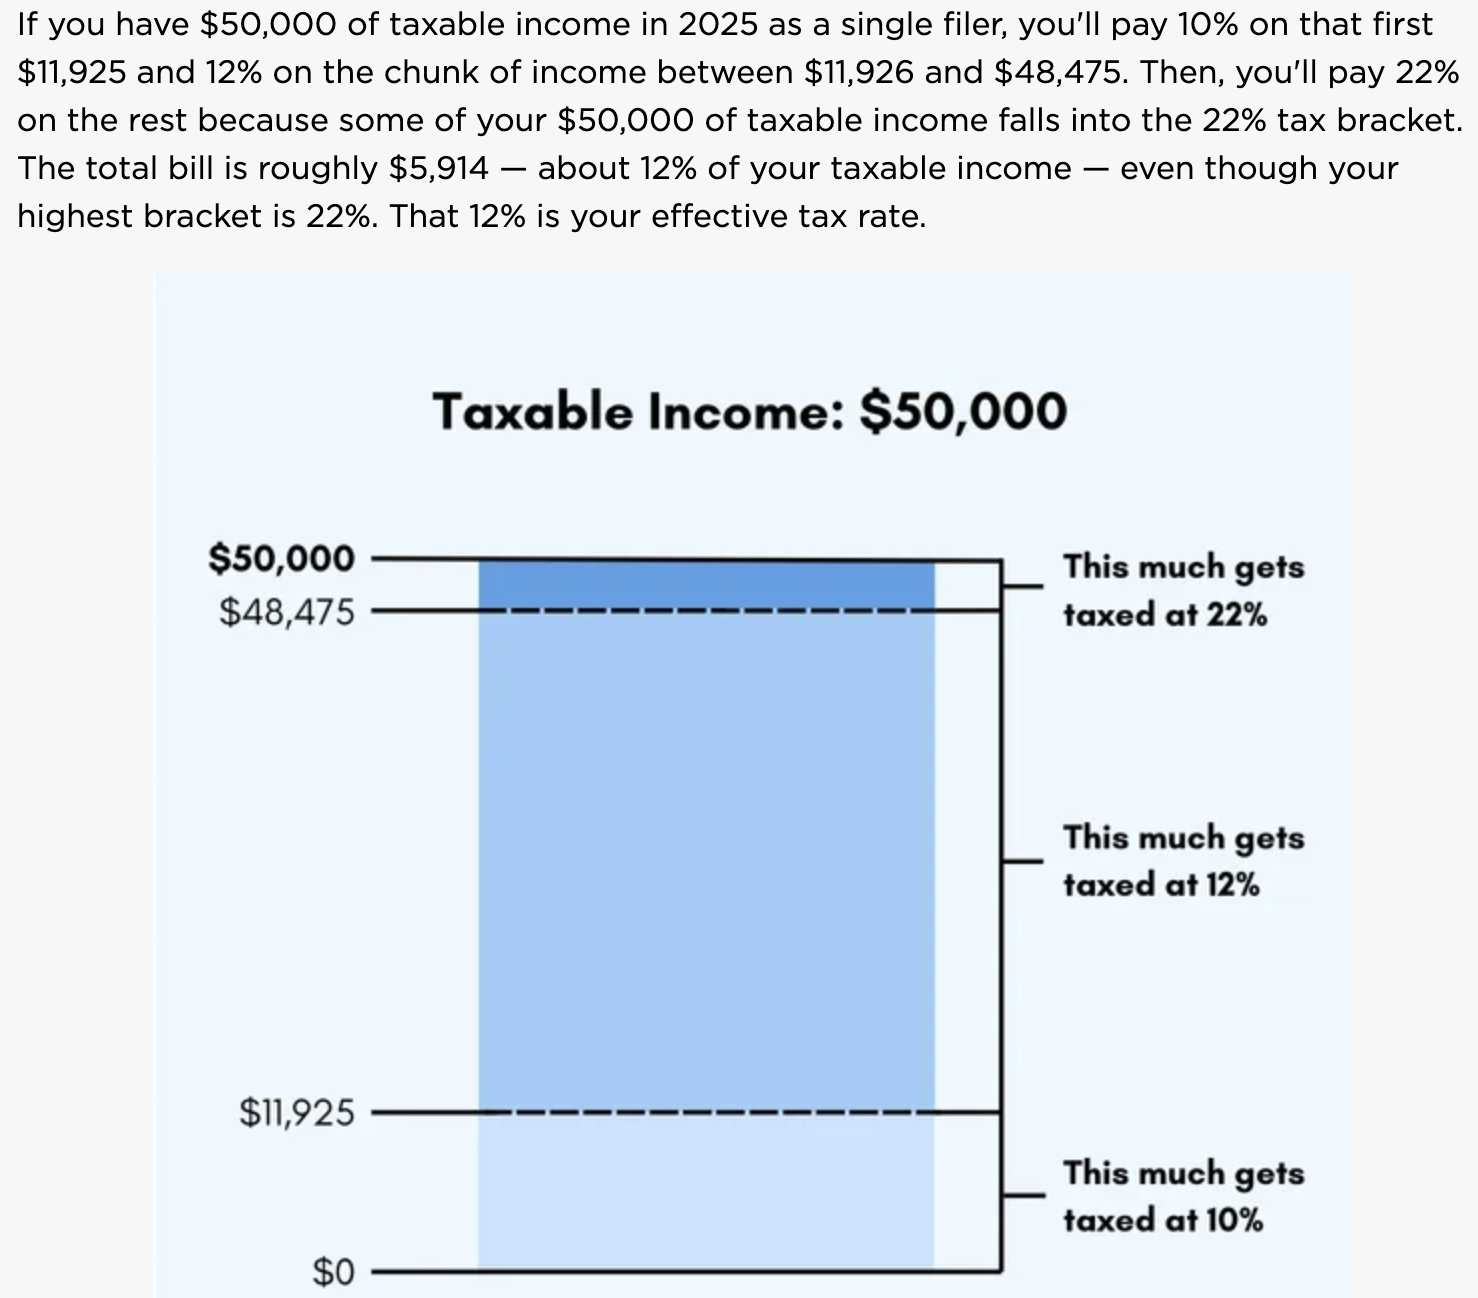 If you have $50,000 of taxable income in 2025 as a single filer, you'll pay 10% on that first
$11,925 and 12% on the chunk of income between $11,926 and $48,475. Then, you'll pay 22%
on the rest because some of your $50,000 of taxable income falls into the 22% tax bracket.
The total bill is roughly $5,914 — about 12% of your taxable income — even though your
highest bracket is 22%. That 12% is your effective tax rate.
Taxable Income: $50,000
$50,000
This much gets
taxed at 22%
$48,475
This much gets
taxed at 12%
$11,925
This much gets
taxed at 10%
$0